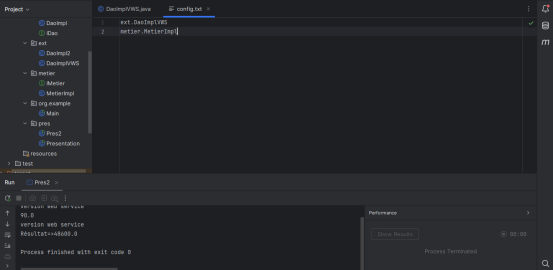 Project
DaoImplVWS.java
config.txt
DaoImpl
IDao
ext
DaoImpl2
DaoImplVWS
metier
IMetier
MetierImpl
org.example
Main
pres
Pres2
Presentation
resources
test
1
ext.DaoImplVWS
2
metier.MetierImpl
Run
Pres2
version web service
90.0
version web service
Résultat=>48600.0
Process finished with exit code 0
Performance
Show Results
00:00
Process Terminated